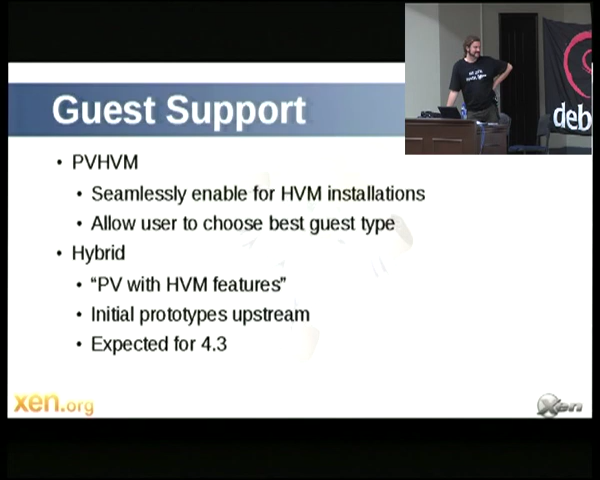 Guest Support
• PVHVM
• Seamlessly enable for HVM installations
• Allow user to choose best guest type
• Hybrid
• “PV with HVM features”
• Initial prototypes upstream
• Expected for 4.3
xen.org
Xen
deb